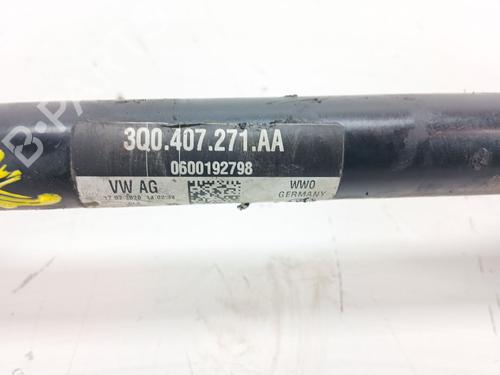 3Q0.407.271.AA
0600192798
VW AG
WWO
GERMANY